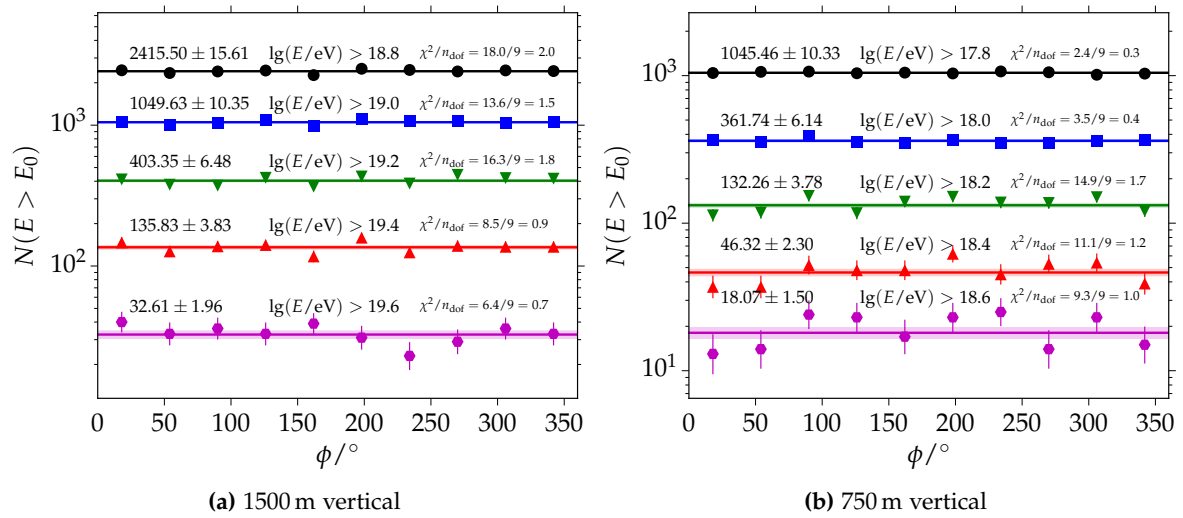 N(E > E₀)
10³
10²
2415.50 ± 15.61 lg(E/eV) > 18.8 χ²/n_dof = 18.0/9 = 2.0
1049.63 ± 10.35 lg(E/eV) > 19.0 χ²/n_dof = 13.6/9 = 1.5
403.35 ± 6.48 lg(E/eV) > 19.2 χ²/n_dof = 16.3/9 = 1.8
135.83 ± 3.83 lg(E/eV) > 19.4 χ²/n_dof = 8.5/9 = 0.9
32.61 ± 1.96 lg(E/eV) > 19.6 χ²/n_dof = 6.4/9 = 0.7
0 50 100 150 200 250 300 350
ϕ/°
(a) 1500 m vertical
N(E > E₀)
10³
10²
10¹
1045.46 ± 10.33 lg(E/eV) > 17.8 χ²/n_dof = 2.4/9 = 0.3
361.74 ± 6.14 lg(E/eV) > 18.0 χ²/n_dof = 3.5/9 = 0.4
132.26 ± 3.78 lg(E/eV) > 18.2 χ²/n_dof = 14.9/9 = 1.7
46.32 ± 2.30 lg(E/eV) > 18.4 χ²/n_dof = 11.1/9 = 1.2
18.07 ± 1.50 lg(E/eV) > 18.6 χ²/n_dof = 9.3/9 = 1.0
0 50 100 150 200 250 300 350
ϕ/°
(b) 750 m vertical